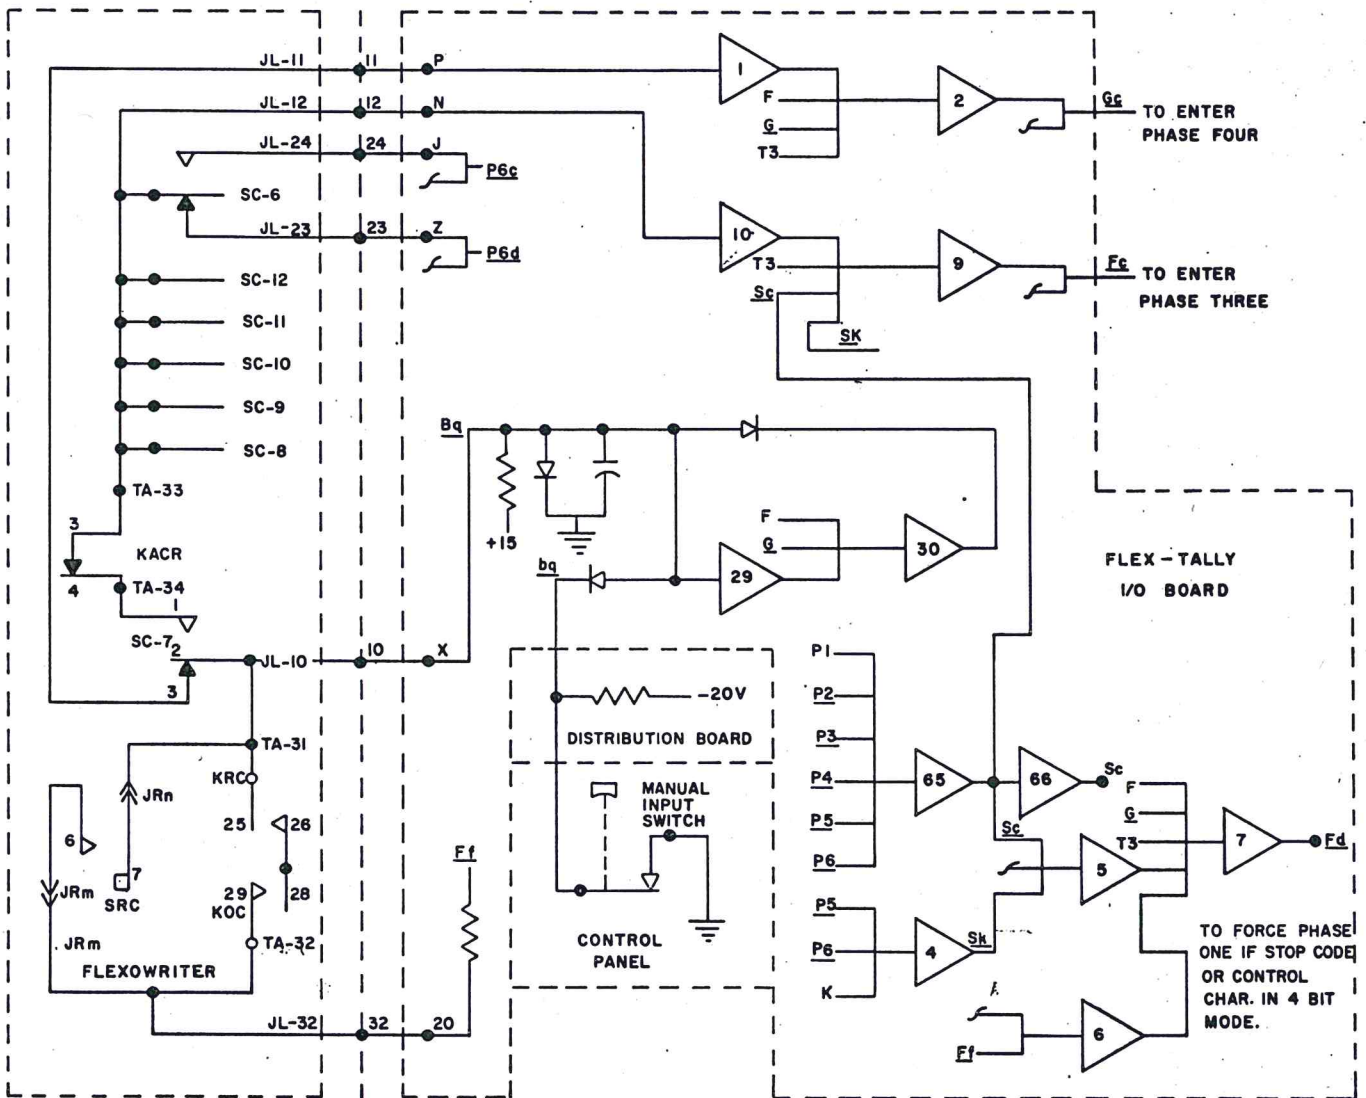 JL-11
11
P
1
F
G
T3
2
Gc
TO ENTER
PHASE FOUR
JL-12
12
N
JL-24
24
J
P6c
SC-6
JL-23
23
Z
P6d
10
T3
Sc
SK
9
Fc
TO ENTER
PHASE THREE
SC-12
SC-11
SC-10
SC-9
SC-8
TA-33
3
KACR
4
TA-34
1
SC-7
2
3
JL-10
10
X
Bq
+15
bq
F
G
29
30
FLEX-TALLY
I/O BOARD
-20V
DISTRIBUTION BOARD
MANUAL
INPUT
SWITCH
CONTROL
PANEL
TA-31
KRC
JRn
25
26
6
7
SRC
29
KOC
28
JRm
JRm
TA-32
FLEXOWRITER
JL-32
32
20
Ff
P1
P2
P3
P4
P5
P6
65
66
Sc
Sc
F
G
T3
5
7
Fd
P5
P6
K
4
Sk
Ff
6
TO FORCE PHASE
ONE IF STOP CODE
OR CONTROL
CHAR. IN 4 BIT
MODE.